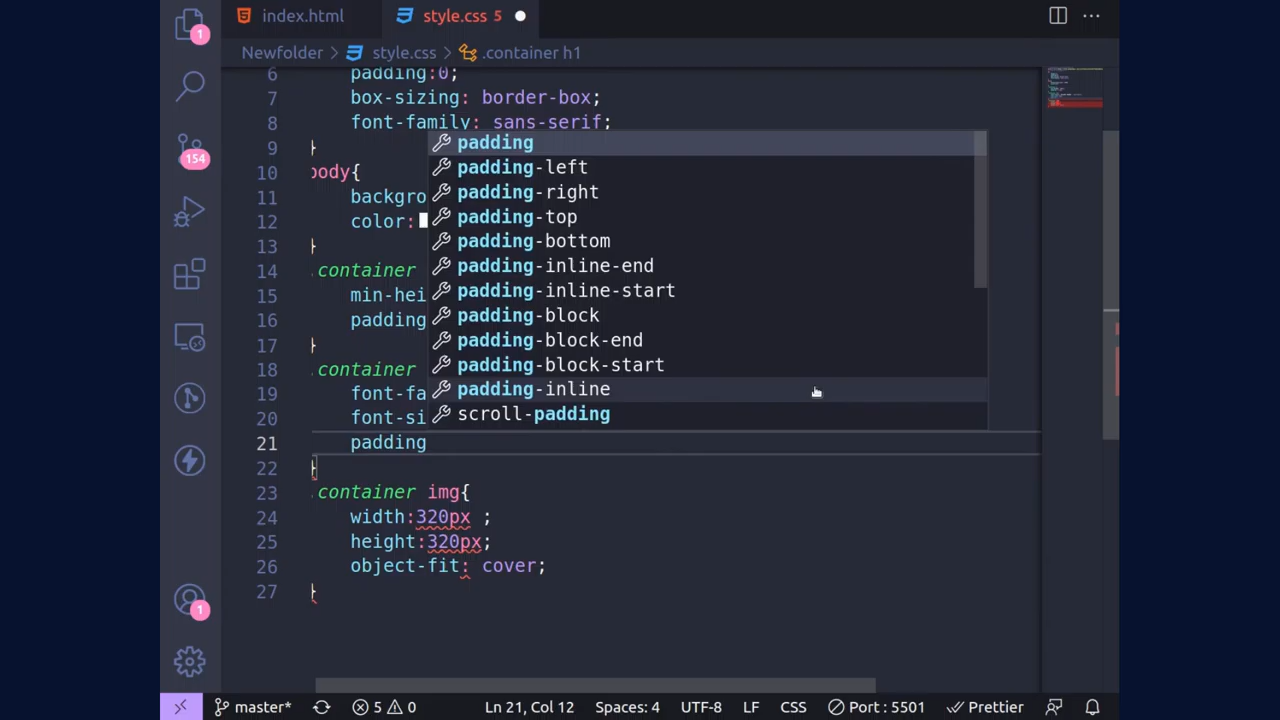 index.html style.css 5
Newfolder > style.css > .container h1
6 padding:0;
7 box-sizing: border-box;
8 font-family: sans-serif;
9 }
10 body{
11 backgro
12 color:
13 }
14 .container
15 min-hei
16 padding
17 }
18 .container
19 font-fa
20 font-si
21 padding
22 }
23 .container img{
24 width:320px ;
25 height:320px;
26 object-fit: cover;
27 }
padding
padding-left
padding-right
padding-top
padding-bottom
padding-inline-end
padding-inline-start
padding-block
padding-block-end
padding-block-start
padding-inline
scroll-padding
1
154
1
master* 5 0 Ln 21, Col 12 Spaces: 4 UTF-8 LF CSS Port : 5501 Prettier